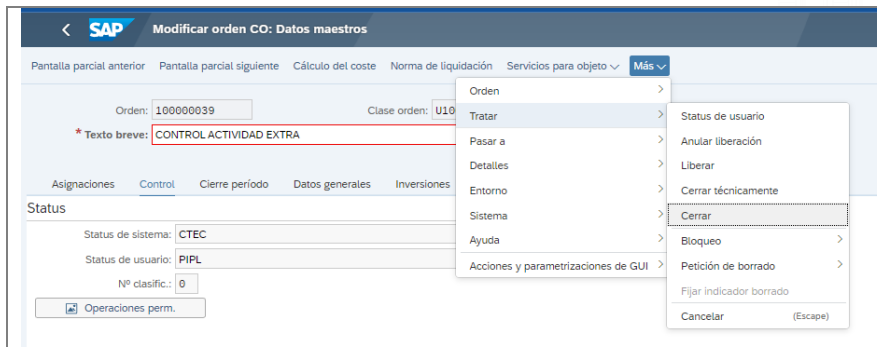 SAP Modificar orden CO: Datos maestros
Pantalla parcial anterior Pantalla parcial siguiente Cálculo del coste Norma de liquidación Servicios para objeto Más
Orden: 100000039 Clase orden: U10
* Texto breve: CONTROL ACTIVIDAD EXTRA
Asignaciones Control Cierre período Datos generales Inversiones
Status
Status de sistema: CTEC
Status de usuario: PIPL
Nº clasific.: 0
Operaciones perm.
Orden
Tratar
Pasar a
Detalles
Entorno
Sistema
Ayuda
Acciones y parametrizaciones de GUI
Status de usuario
Anular liberación
Liberar
Cerrar técnicamente
Cerrar
Bloqueo
Petición de borrado
Fijar indicador borrado
Cancelar (Escape)